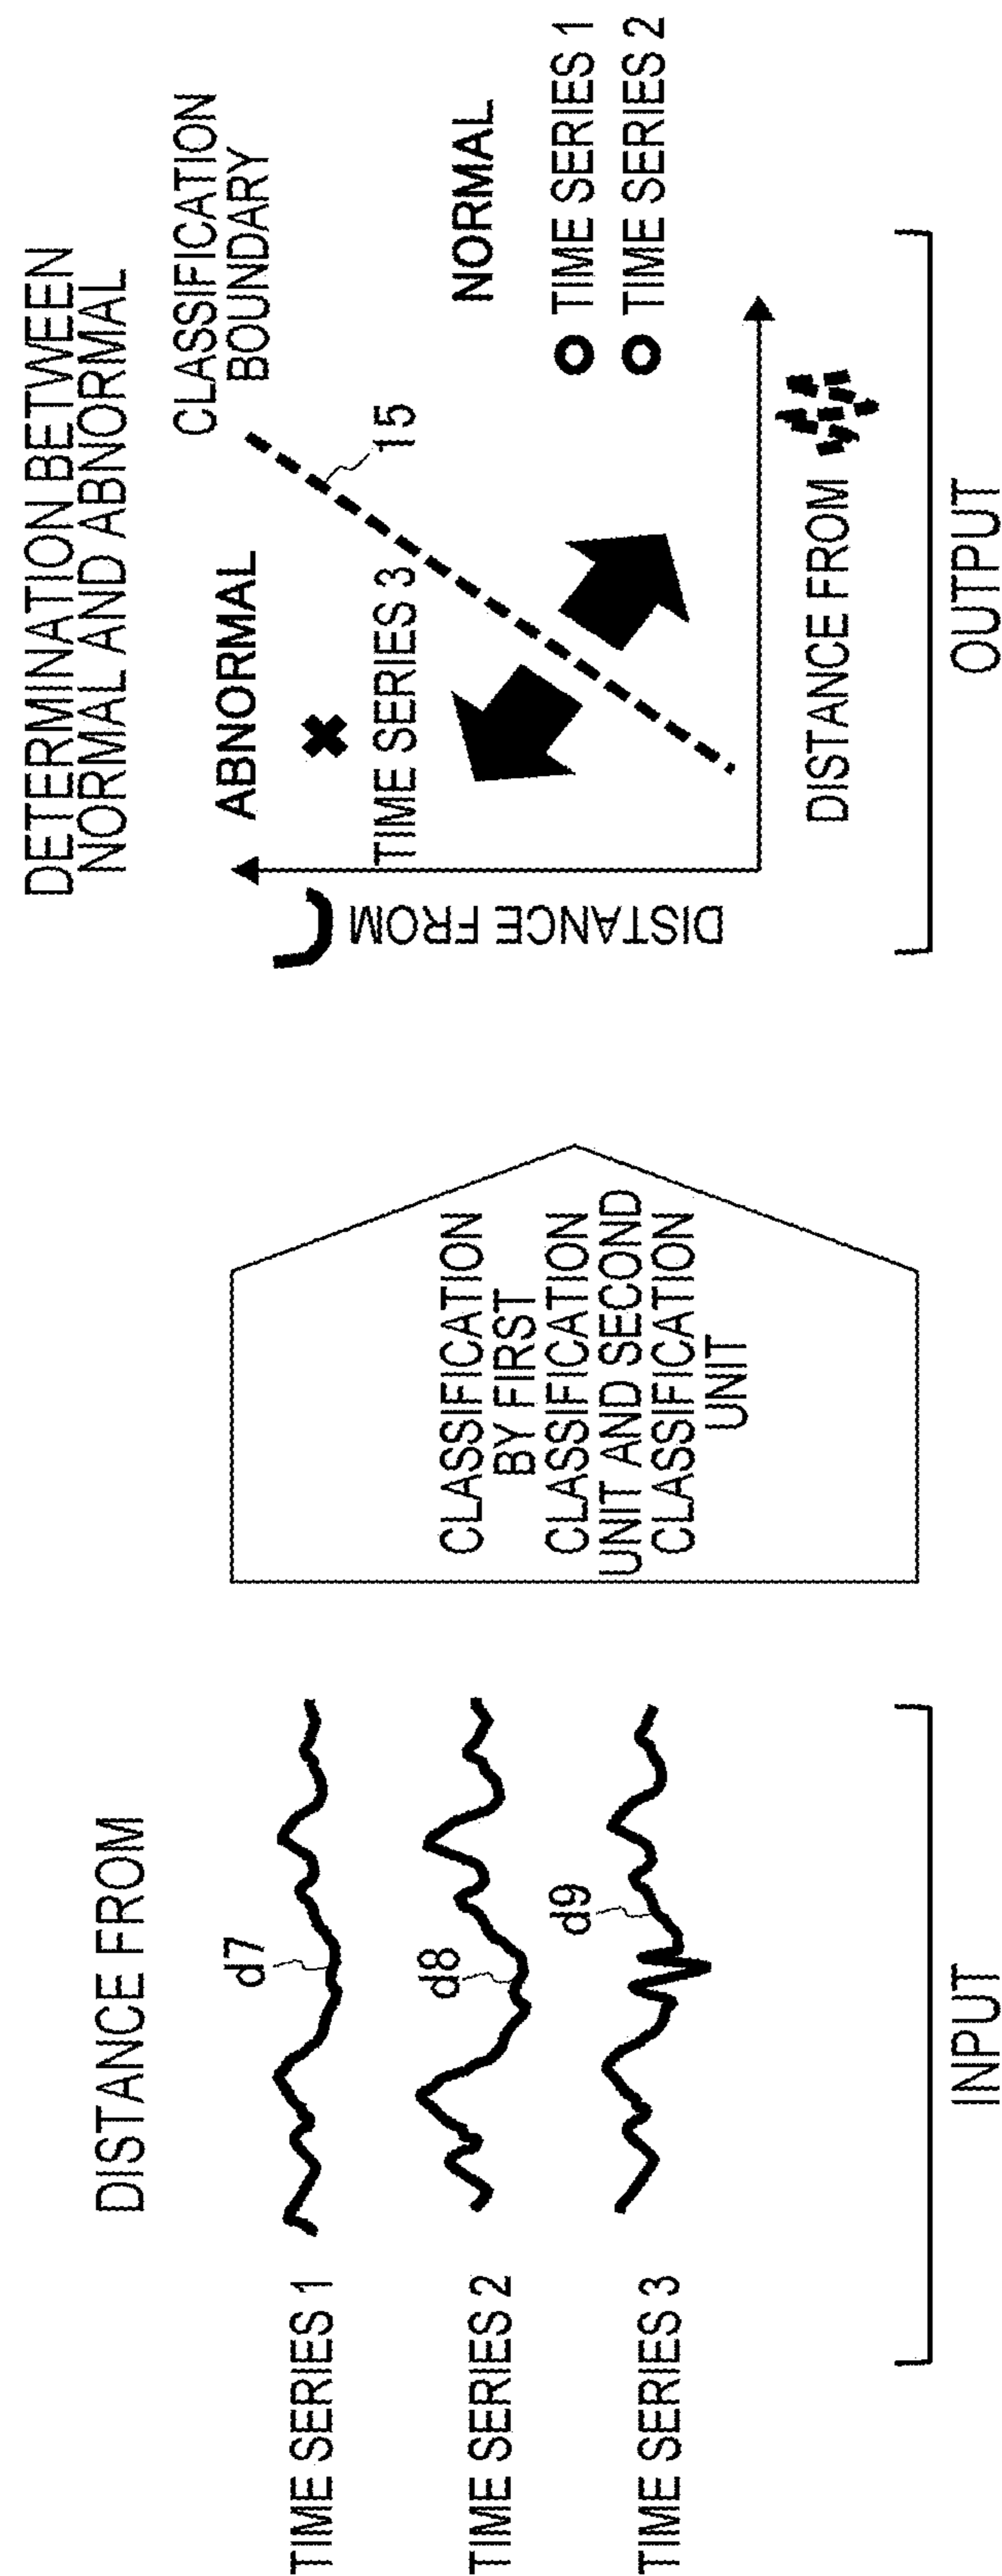 DISTANCE FROM
TIME SERIES 1
d7
TIME SERIES 2
d8
TIME SERIES 3
d9
INPUT
CLASSIFICATION
BY FIRST
CLASSIFICATION
UNIT AND SECOND
CLASSIFICATION
UNIT
DETERMINATION BETWEEN
NORMAL AND ABNORMAL
CLASSIFICATION
BOUNDARY
ABNORMAL
15
TIME SERIES 3
NORMAL
TIME SERIES 1
TIME SERIES 2
DISTANCE FROM
DISTANCE FROM
OUTPUT